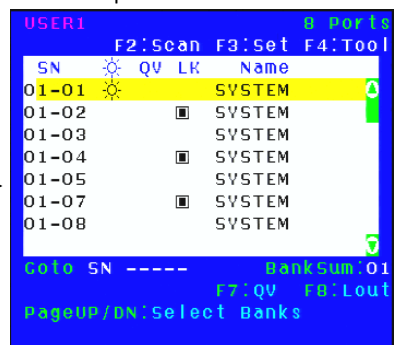 USER1 8 Ports
F2:Scan F3:Set F4:Tool
SN QV LK Name
01-01 SYSTEM
01-02 SYSTEM
01-03 SYSTEM
01-04 SYSTEM
01-05 SYSTEM
01-07 SYSTEM
01-08 SYSTEM
Goto SN ----- BankSum:01
F7:QV F8:Lout
PageUP/DN:Select Banks